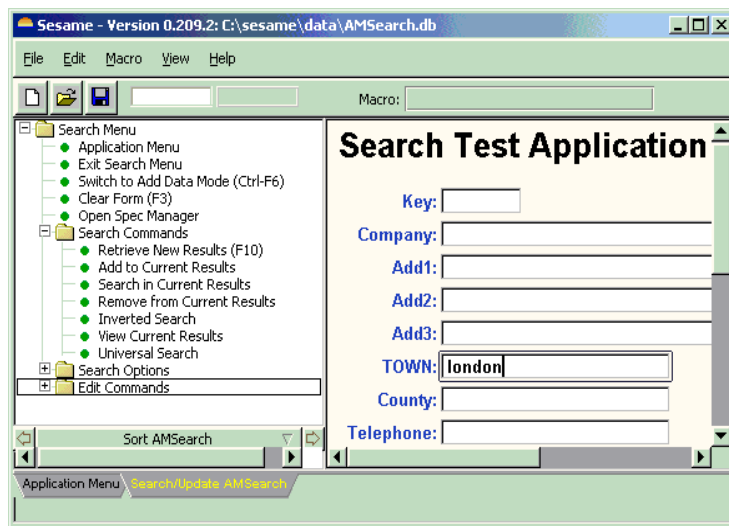 Sesame - Version 0.209.2: C:\sesame\data\AMSearch.db
File Edit Macro View Help
Macro:
Search Menu
Application Menu
Exit Search Menu
Switch to Add Data Mode (Ctrl-F6)
Clear Form (F3)
Open Spec Manager
Search Commands
Retrieve New Results (F10)
Add to Current Results
Search in Current Results
Remove from Current Results
Inverted Search
View Current Results
Universal Search
Search Options
Edit Commands
Sort AMSearch
Search Test Application
Key:
Company:
Add1:
Add2:
Add3:
TOWN: london
County:
Telephone:
Application Menu Search/Update AMSearch